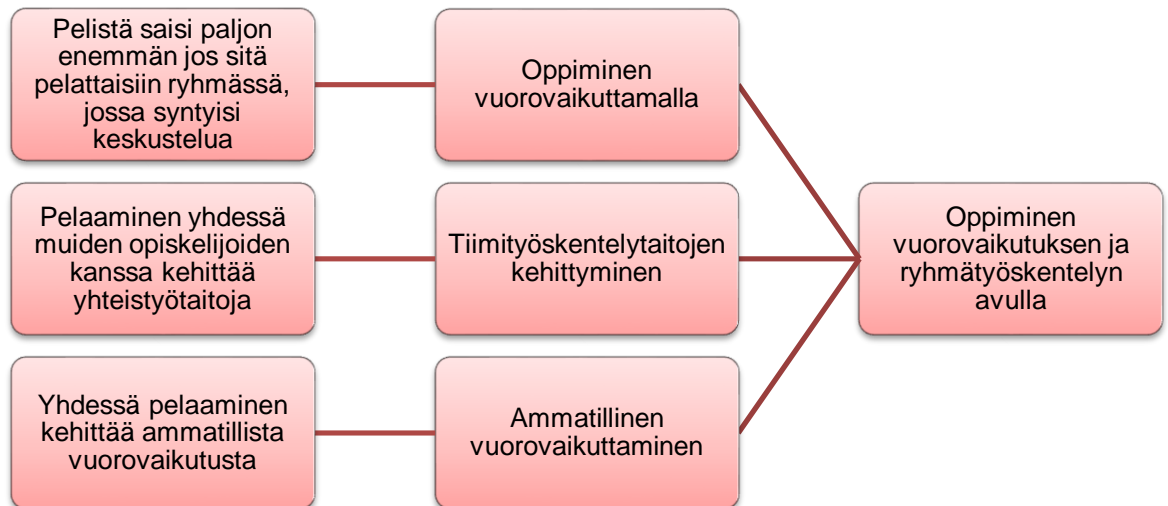 Pelistä saisi paljon
enemmän jos sitä
pelattaisiin ryhmässä,
jossa syntyisi
keskustelua
Oppiminen
vuorovaikuttamalla
Pelaaminen yhdessä
muiden opiskelijoiden
kanssa kehittää
yhteistyötaitoja
Tiimityöskentelytaitojen
kehittyminen
Oppiminen
vuorovaikutuksen ja
ryhmätyöskentelyn
avulla
Yhdessä pelaaminen
kehittää ammatillista
vuorovaikutusta
Ammatillinen
vuorovaikuttaminen